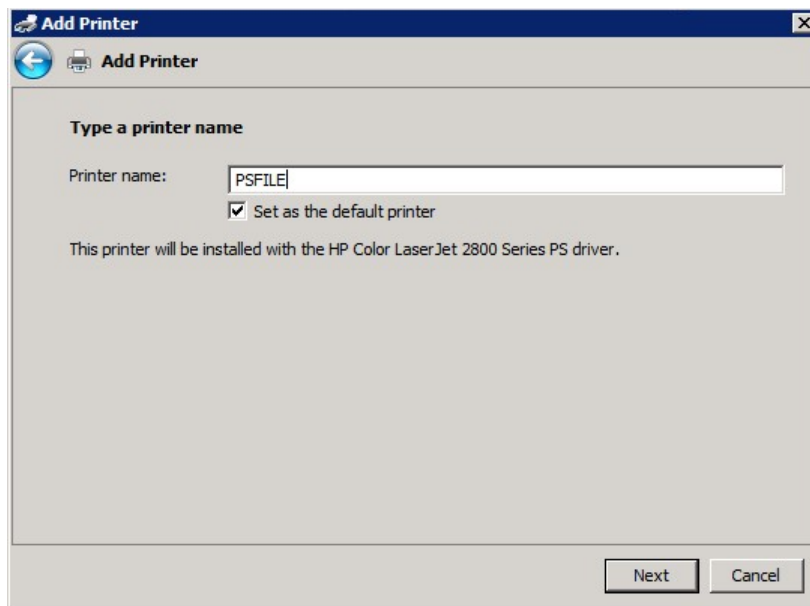 Add Printer
Add Printer
Type a printer name
Printer name: PSFILE
Set as the default printer
This printer will be installed with the HP Color LaserJet 2800 Series PS driver.
Next Cancel